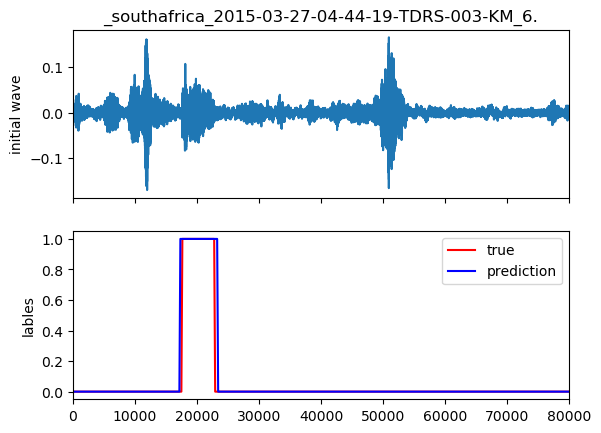 _southafrica_2015-03-27-04-44-19-TDRS-003-KM_6.
initial wave
0.1
0.0
−0.1
lables
1.0
0.8
0.6
0.4
0.2
0.0
true
prediction
0 10000 20000 30000 40000 50000 60000 70000 80000